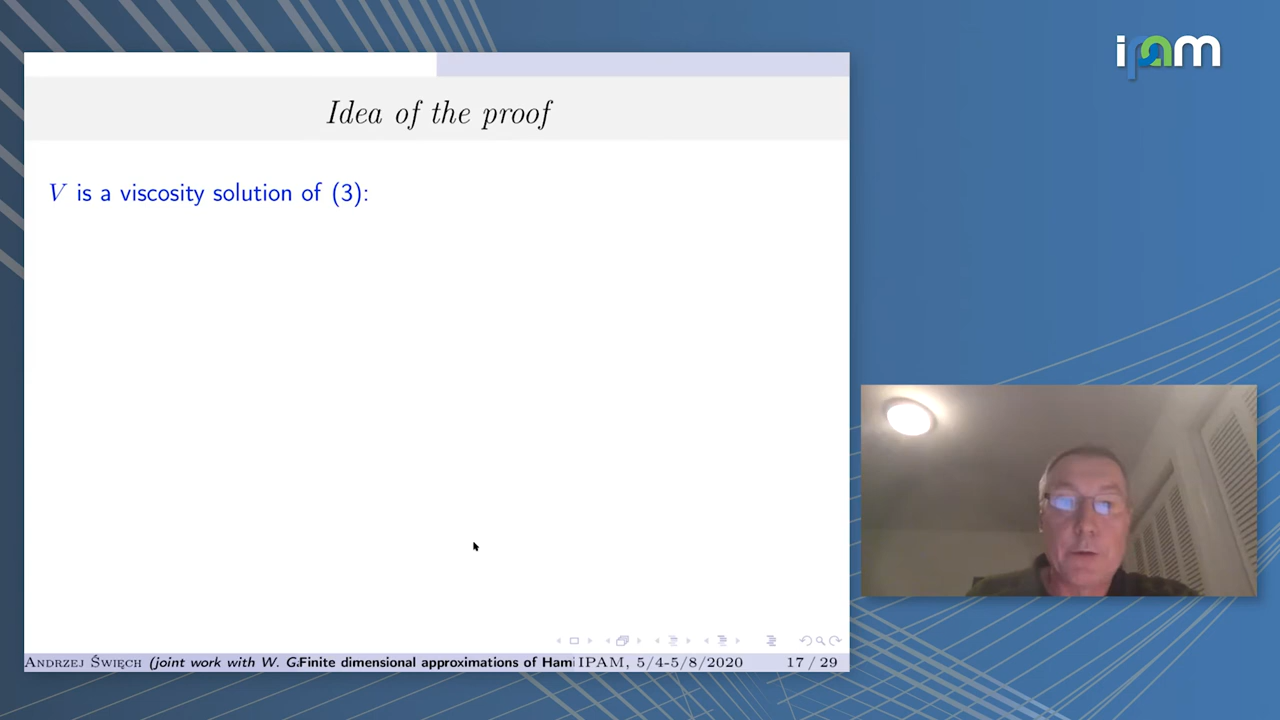 ipam
Idea of the proof
V is a viscosity solution of (3):
Andrzej Święch (joint work with W. G.Finite dimensional approximations of Ham IPAM, 5/4-5/8/2020 17 / 29